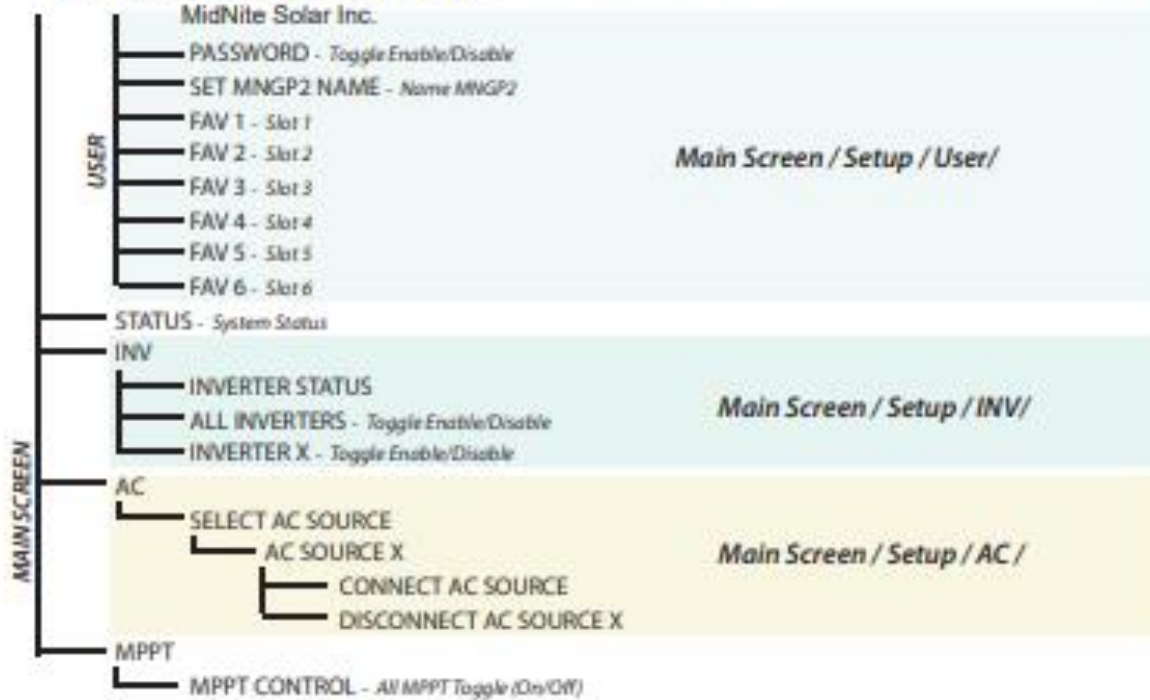 MidNite Solar Inc.
PASSWORD - Toggle Enable/Disable
SET MNGP2 NAME - Name MNGP2
FAV 1 - Slot 1
FAV 2 - Slot 2
FAV 3 - Slot 3
FAV 4 - Slot 4
FAV 5 - Slot 5
FAV 6 - Slot 6
USER
Main Screen / Setup / User/
STATUS - System Status
INV
INVERTER STATUS
ALL INVERTERS - Toggle Enable/Disable
INVERTER X - Toggle Enable/Disable
Main Screen / Setup / INV/
MAIN SCREEN
AC
SELECT AC SOURCE
AC SOURCE X
CONNECT AC SOURCE
DISCONNECT AC SOURCE X
Main Screen / Setup / AC /
MPPT
MPPT CONTROL - All MPPT Toggle (On/Off)